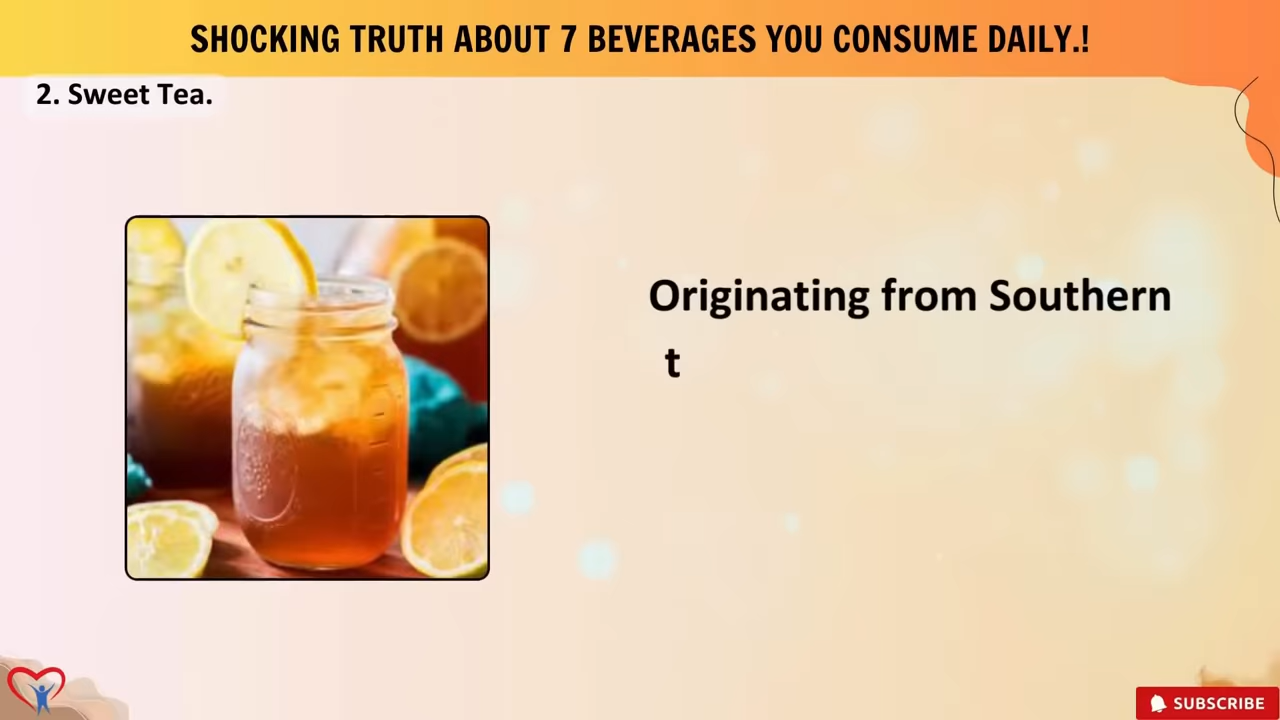 SHOCKING TRUTH ABOUT 7 BEVERAGES YOU CONSUME DAILY.!
2. Sweet Tea.
Originating from Southern
t
SUBSCRIBE